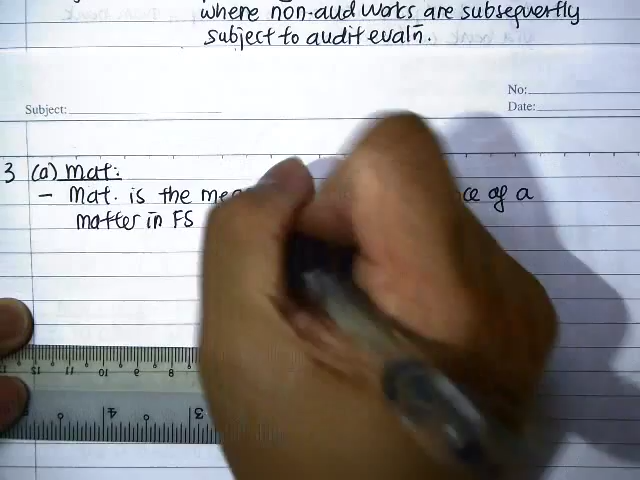 where non-aud works are subsequently
subject to audit evaln.
No:
Subject:
Date:
3 (a) mat:
- Mat. is the of a
matter in FS